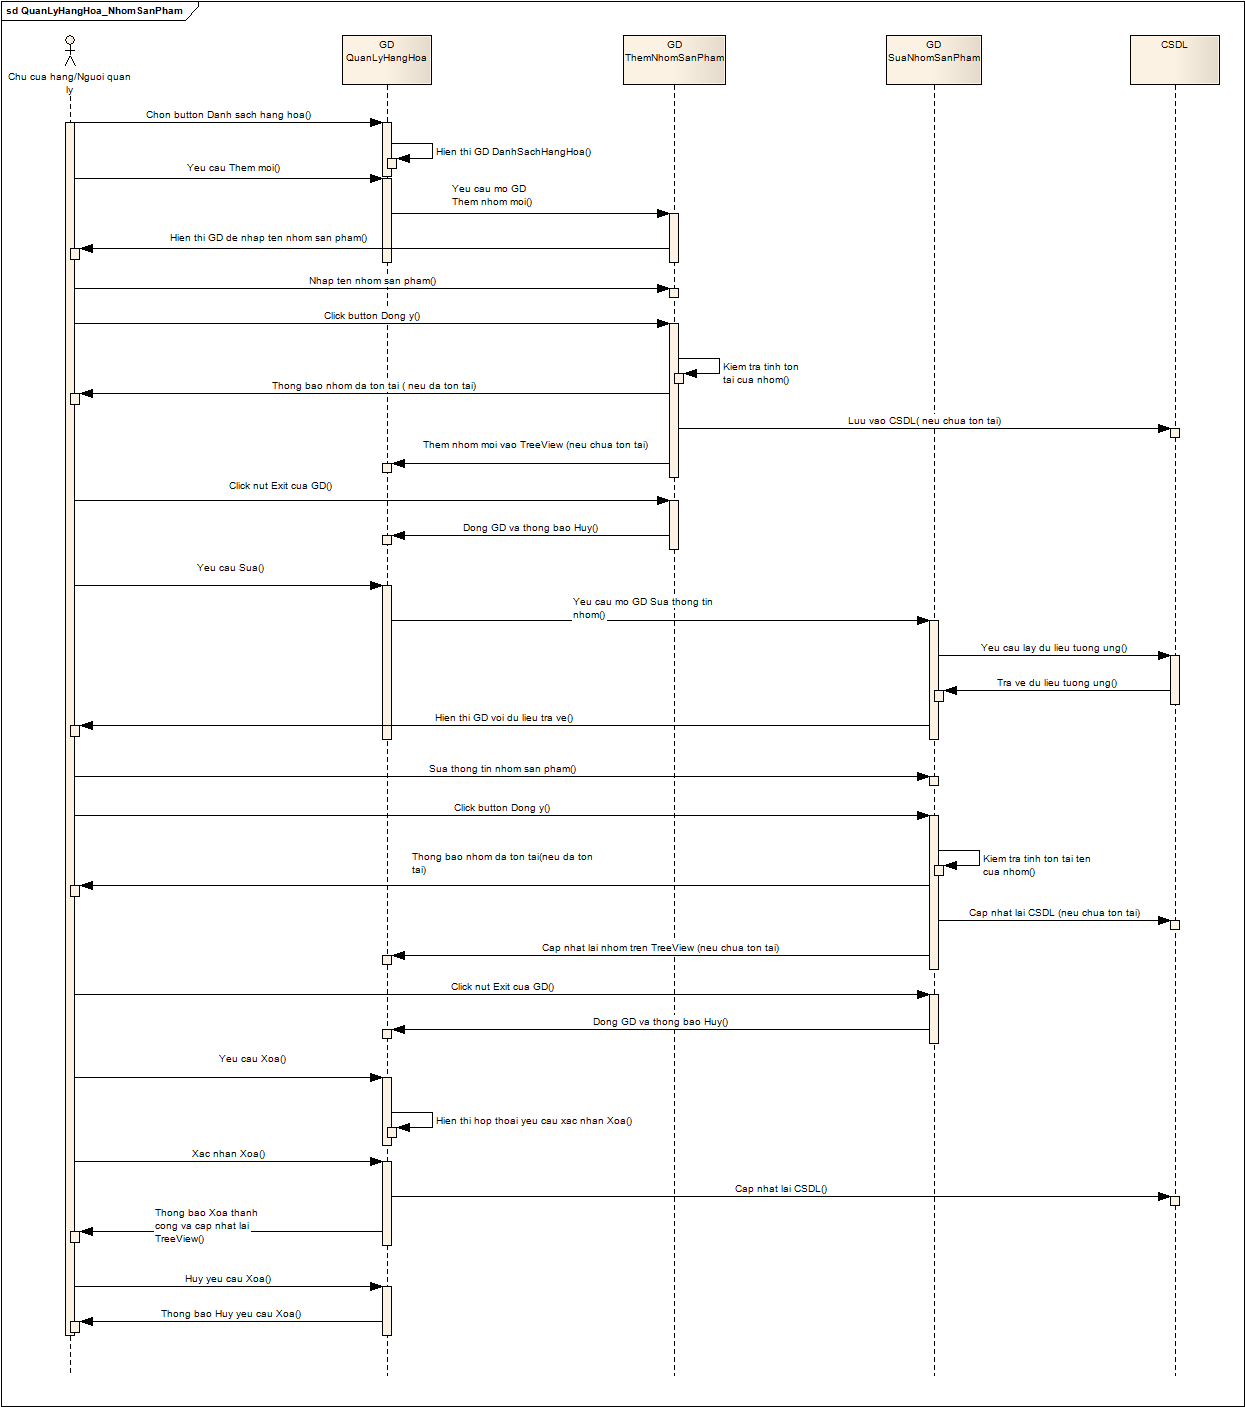 sd QuanLyHangHoa_NhomSanPham
Chu cua hang/Nguoi quan
ly
GD
QuanLyHangHoa
GD
ThemNhomSanPham
GD
SuaNhomSanPham
CSDL
Chon button Danh sach hang hoa()
Hien thi GD DanhSachHangHoa()
Yeu cau Them moi()
Yeu cau mo GD
Them nhom moi()
Hien thi GD de nhap ten nhom san pham()
Nhap ten nhom san pham()
Click button Dong y()
Kiem tra tinh ton
tai cua nhom()
Thong bao nhom da ton tai ( neu da ton tai)
Luu vao CSDL( neu chua ton tai)
Them nhom moi vao TreeView (neu chua ton tai)
Click nut Exit cua GD()
Dong GD va thong bao Huy()
Yeu cau Sua()
Yeu cau mo GD Sua thong tin
nhom()
Yeu cau lay du lieu tuong ung()
Tra ve du lieu tuong ung()
Hien thi GD voi du lieu tra ve()
Sua thong tin nhom san pham()
Click button Dong y()
Thong bao nhom da ton tai(neu da ton
tai)
Kiem tra tinh ton tai ten
cua nhom()
Cap nhat lai CSDL (neu chua ton tai)
Cap nhat lai nhom tren TreeView (neu chua ton tai)
Click nut Exit cua GD()
Dong GD va thong bao Huy()
Yeu cau Xoa()
Hien thi hop thoai yeu cau xac nhan Xoa()
Xac nhan Xoa()
Cap nhat lai CSDL()
Thong bao Xoa thanh
cong va cap nhat lai
TreeView()
Huy yeu cau Xoa()
Thong bao Huy yeu cau Xoa()